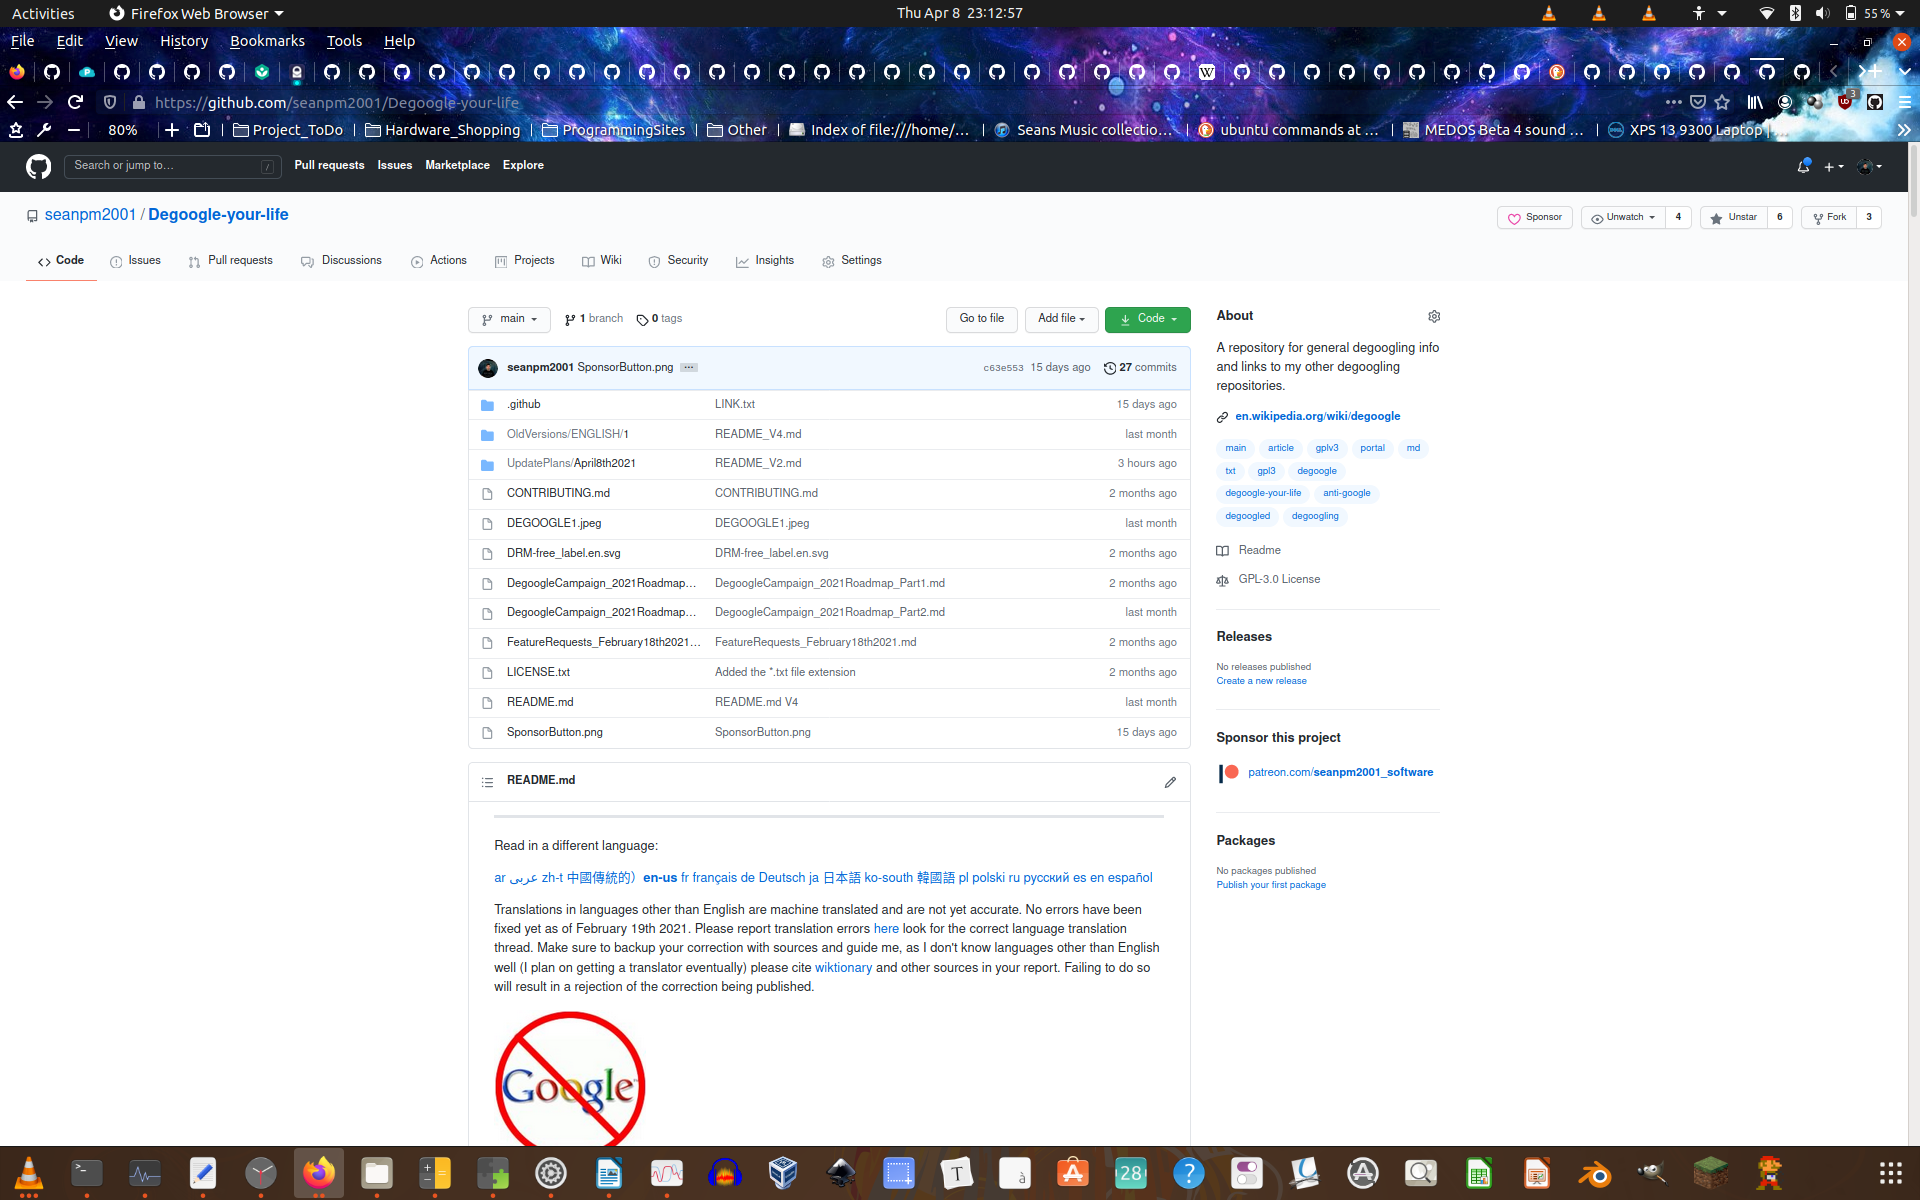 Activities
Firefox Web Browser
Thu Apr 8 23:12:57
55 %
File Edit View History Bookmarks Tools Help
https://github.com/seanpm2001/Degoogle-your-life
3
80%
Project_ToDo
Hardware_Shopping
ProgrammingSites
Other
Index of file:///home/...
Seans Music collectio...
ubuntu commands at ...
MEDOS Beta 4 sound ...
XPS 13 9300 Laptop |
Search or jump to...
/
Pull requests Issues Marketplace Explore
seanpm2001 / Degoogle-your-life
Sponsor
Unwatch 4
Unstar 6
Fork 3
Code Issues Pull requests Discussions Actions Projects Wiki Security Insights Settings
main 1 branch 0 tags
Go to file Add file Code
seanpm2001 SponsorButton.png ... c63e553 15 days ago 27 commits
.github LINK.txt 15 days ago
OldVersions/ENGLISH/1 README_V4.md last month
UpdatePlans/April8th2021 README_V2.md 3 hours ago
CONTRIBUTING.md CONTRIBUTING.md 2 months ago
DEGOOGLE1.jpeg DEGOOGLE1.jpeg last month
DRM-free_label.en.svg DRM-free_label.en.svg 2 months ago
DegoogleCampaign_2021Roadmap... DegoogleCampaign_2021Roadmap_Part1.md 2 months ago
DegoogleCampaign_2021Roadmap... DegoogleCampaign_2021Roadmap_Part2.md last month
FeatureRequests_February18th2021... FeatureRequests_February18th2021.md 2 months ago
LICENSE.txt Added the *.txt file extension 2 months ago
README.md README.md V4 last month
SponsorButton.png SponsorButton.png 15 days ago
README.md
Read in a different language:
ar عربى zh-t 中國傳統的） en-us fr français de Deutsch ja 日本語 ko-south 韓國語 pl polski ru русский es en español
Translations in languages other than English are machine translated and are not yet accurate. No errors have been
fixed yet as of February 19th 2021. Please report translation errors here look for the correct language translation
thread. Make sure to backup your correction with sources and guide me, as I don't know languages other than English
well (I plan on getting a translator eventually) please cite wiktionary and other sources in your report. Failing to do so
will result in a rejection of the correction being published.
Google
About
A repository for general degoogling info
and links to my other degoogling
repositories.
en.wikipedia.org/wiki/degoogle
main article gplv3 portal md
txt gpl3 degoogle
degoogle-your-life anti-google
degoogled degoogling
Readme
GPL-3.0 License
Releases
No releases published
Create a new release
Sponsor this project
patreon.com/seanpm2001_software
Packages
No packages published
Publish your first package
128